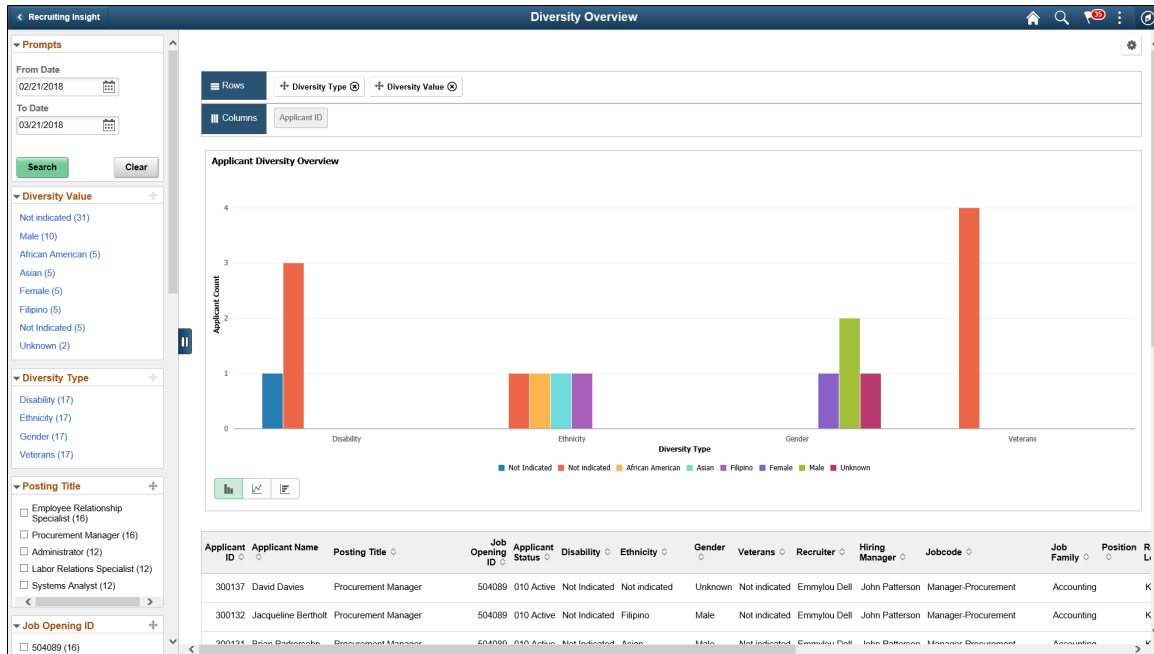 Recruiting Insight
Diversity Overview
35
Prompts
From Date
02/21/2018
To Date
03/21/2018
Search Clear
Diversity Value
Not indicated (31)
Male (10)
African American (5)
Asian (5)
Female (5)
Filipino (5)
Not Indicated (5)
Unknown (2)
Diversity Type
Disability (17)
Ethnicity (17)
Gender (17)
Veterans (17)
Posting Title
Employee Relationship
Specialist (16)
Procurement Manager (16)
Administrator (12)
Labor Relations Specialist (12)
Systems Analyst (12)
Job Opening ID
504089 (16)
Rows Diversity Type Diversity Value
Columns Applicant ID
Applicant Diversity Overview
4
3
2
1
0
Applicant Count
Disability Ethnicity Gender Veterans
Diversity Type
Not Indicated Not indicated African American Asian Filipino Female Male Unknown
Applicant ID Applicant Name Posting Title Job Opening ID Applicant Status Disability Ethnicity Gender Veterans Recruiter Hiring Manager Jobcode Job Family Position
300137 David Davies Procurement Manager 504089 010 Active Not Indicated Not indicated Unknown Not indicated Emmylou Dell John Patterson Manager-Procurement Accounting K
300132 Jacqueline Bertholt Procurement Manager 504089 010 Active Not Indicated Filipino Male Not indicated Emmylou Dell John Patterson Manager-Procurement Accounting K